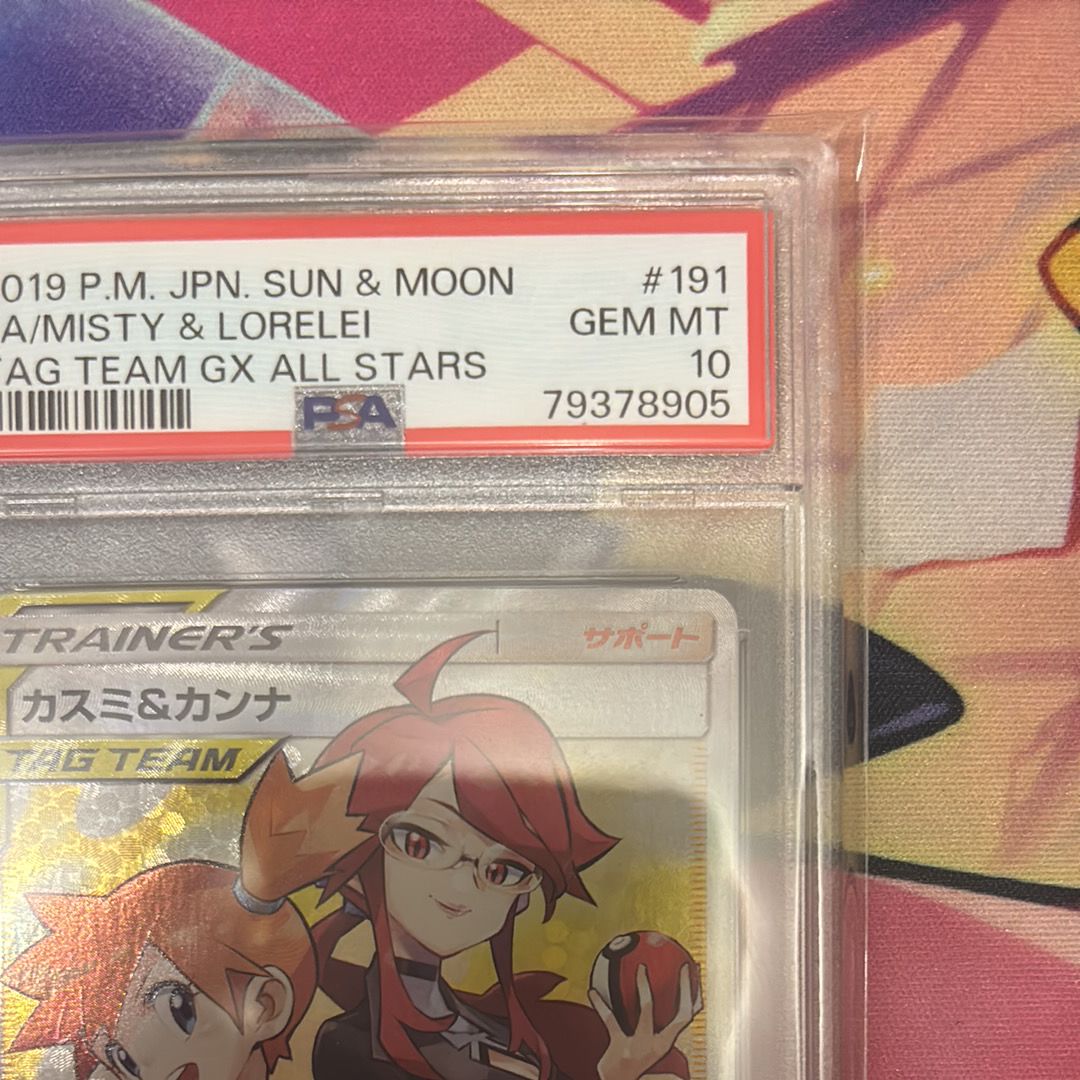 019 P.M. JPN. SUN & MOON #191
A/MISTY & LORELEI GEM MT
TAG TEAM GX ALL STARS 10
PSA 79378905
TRAINER'S サポート
カスミ&カンナ
TAG TEAM